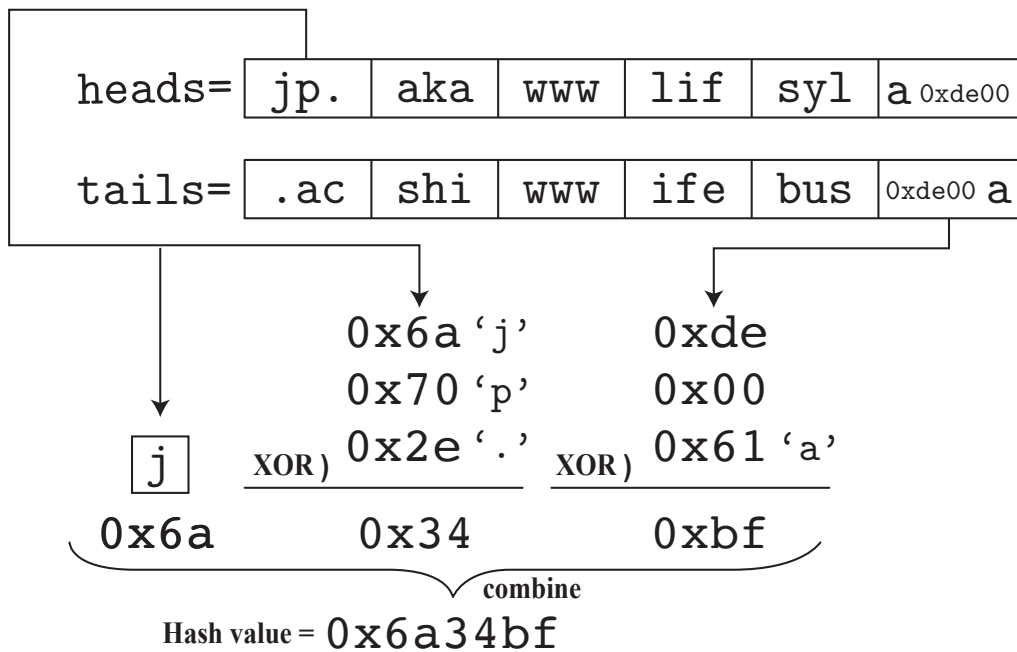 heads= jp. aka www lif syl a 0xde00
tails= .ac shi www ife bus 0xde00 a
0x6a ‘j’ 0xde
0x70 ‘p’ 0x00
j XOR ) 0x2e ‘.’ XOR ) 0x61 ‘a’
0x6a 0x34 0xbf
combine
Hash value = 0x6a34bf